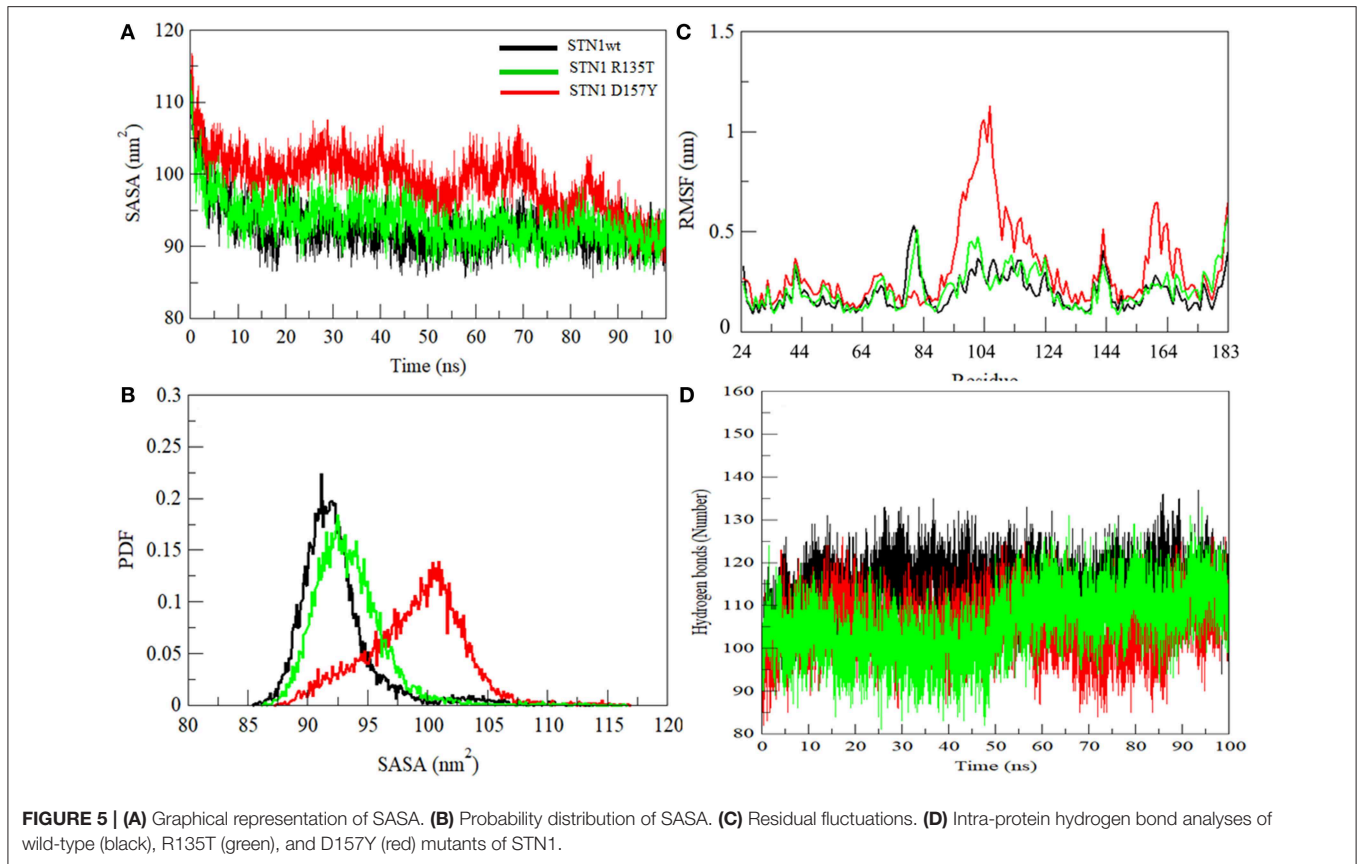 A
120
110
100
90
80
SASA (nm²)
STN1wt
STN1 R135T
STN1 D157Y
0 10 20 30 40 50 60 70 80 90 100
Time (ns)
C
1.5
1
0.5
0
RMSF (nm)
24 44 64 84 104 124 144 164 183
Residue
B
0.3
0.25
0.2
0.15
0.1
0.05
0
PDF
80 85 90 95 100 105 110 115 120
SASA (nm²)
D
160
150
140
130
120
110
100
90
80
Hydrogen bonds (Number)
0 10 20 30 40 50 60 70 80 90 100
Time (ns)
FIGURE 5 | (A) Graphical representation of SASA. (B) Probability distribution of SASA. (C) Residual fluctuations. (D) Intra-protein hydrogen bond analyses of
wild-type (black), R135T (green), and D157Y (red) mutants of STN1.